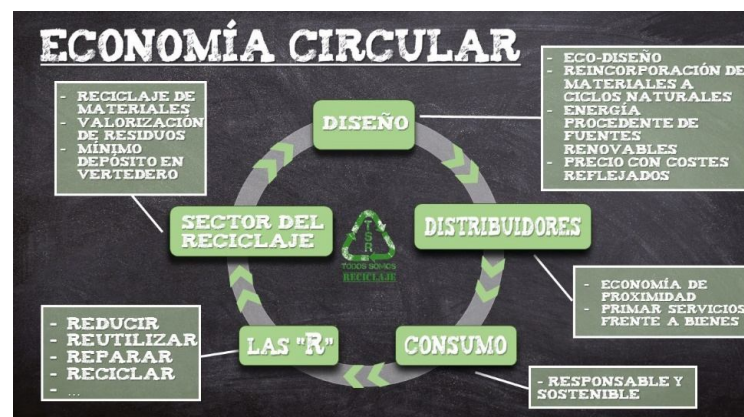 ECONOMÍA CIRCULAR
- ECO-DISEÑO
- REINCORPORACIÓN DE
MATERIALES A
CICLOS NATURALES
- ENERGÍA
PROCEDENTE DE
FUENTES
RENOVABLES
- PRECIO CON COSTES
REFLEJADOS
- RECICLAJE DE
MATERIALES
- VALORIZACIÓN
DE RESIDUOS
- MÍNIMO
DEPÓSITO EN
VERTEDERO
DISEÑO
SECTOR DEL
RECICLAJE
T
S
R
TODOS SOMOS
RECICLAJE
DISTRIBUIDORES
- ECONOMÍA DE
PROXIMIDAD
- PRIMAR SERVICIOS
FRENTE A BIENES
- REDUCIR
- REUTILIZAR
- REPARAR
- RECICLAR
- ...
LAS "R"
CONSUMO
- RESPONSABLE Y
SOSTENIBLE